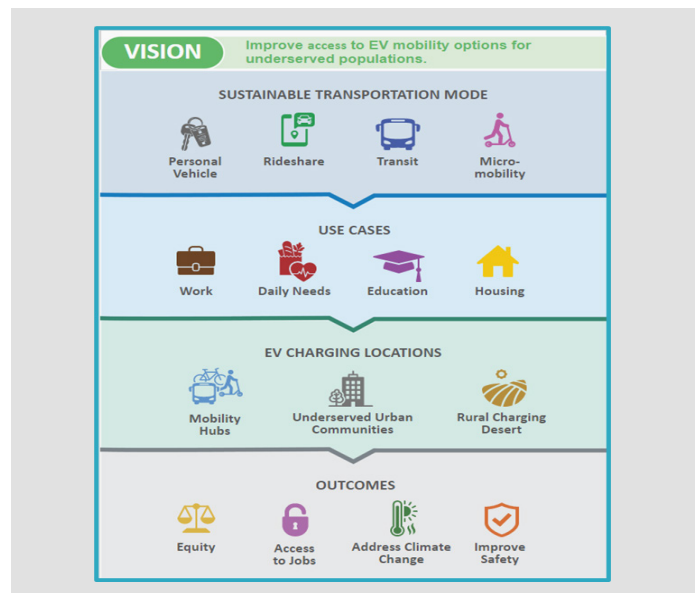 VISION
Improve access to EV mobility options for
underserved populations.
SUSTAINABLE TRANSPORTATION MODE
Personal
Vehicle
Rideshare
Transit
Micro-
mobility
USE CASES
Work
Daily Needs
Education
Housing
EV CHARGING LOCATIONS
Mobility
Hubs
Underserved Urban
Communities
Rural Charging
Desert
OUTCOMES
Equity
Access
to Jobs
Address Climate
Change
Improve
Safety